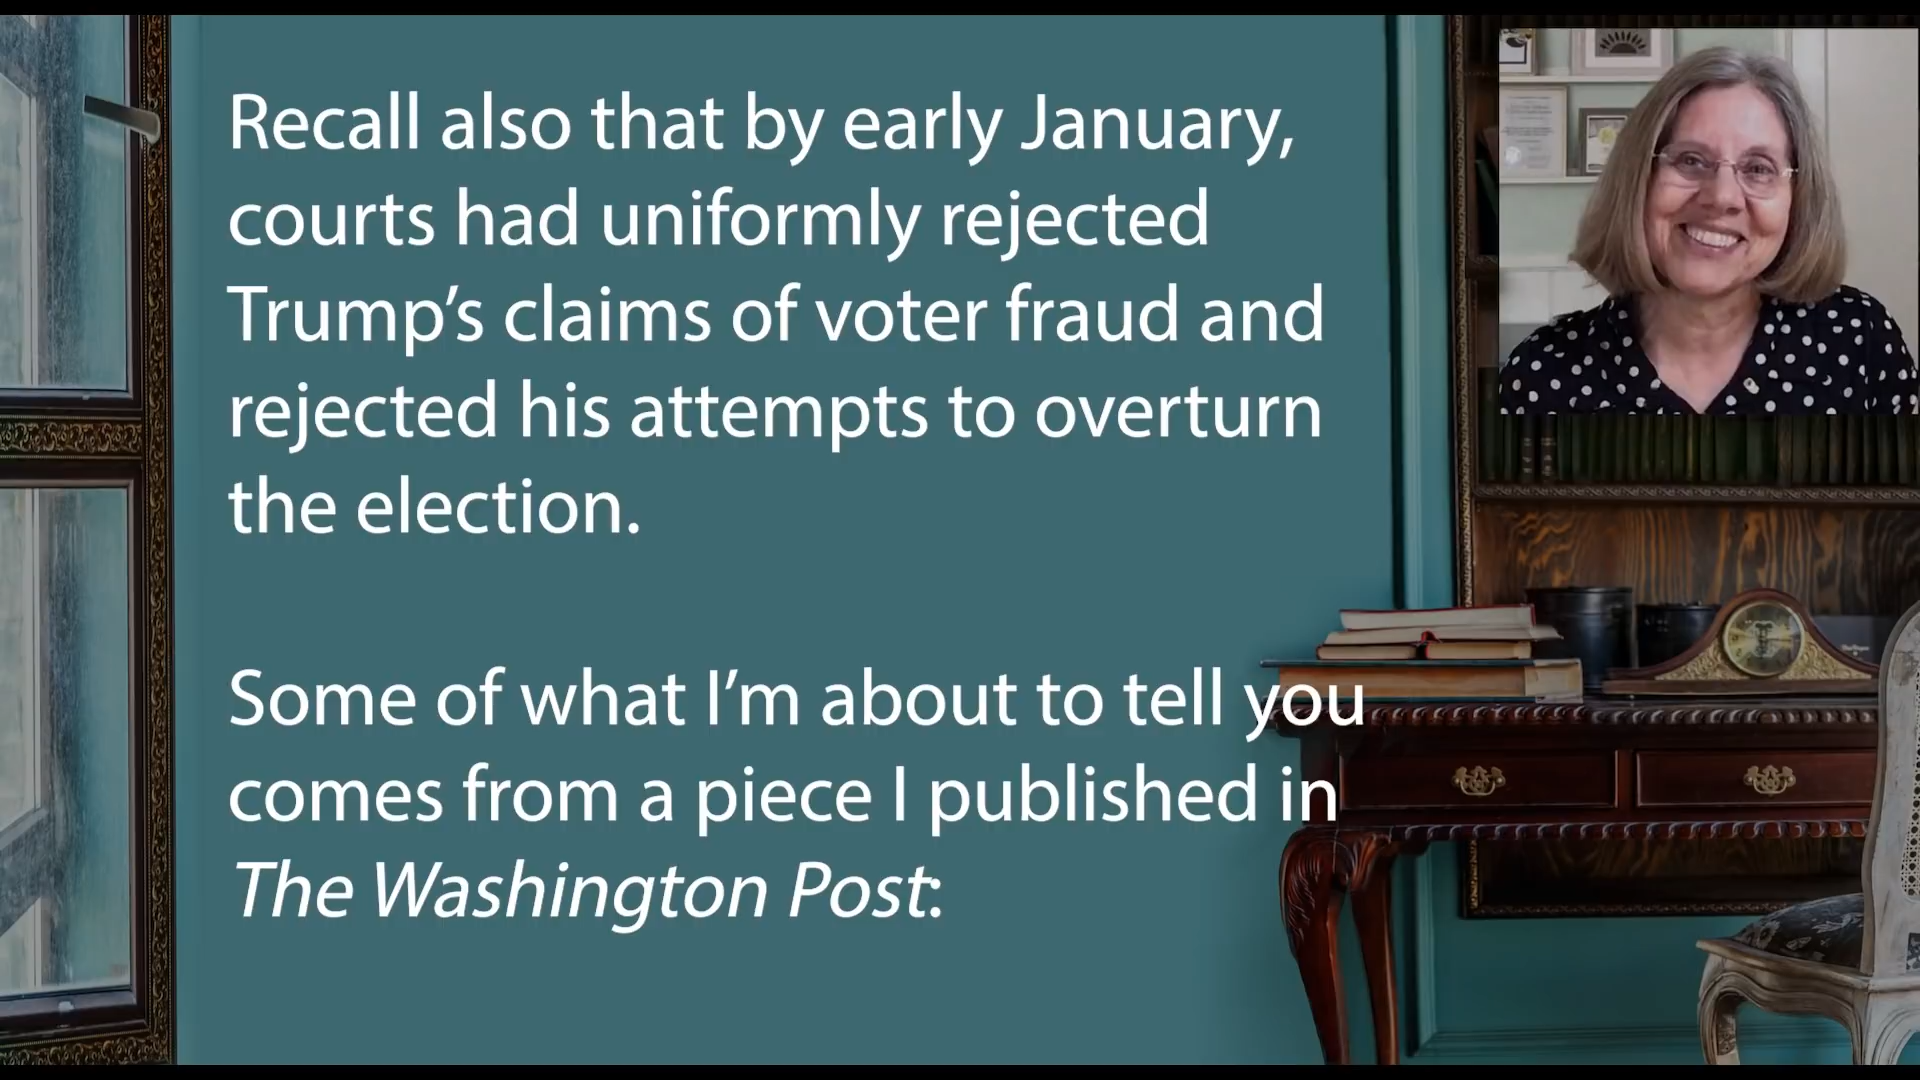 Recall also that by early January,
courts had uniformly rejected
Trump’s claims of voter fraud and
rejected his attempts to overturn
the election.
Some of what I’m about to tell you
comes from a piece I published in
The Washington Post: